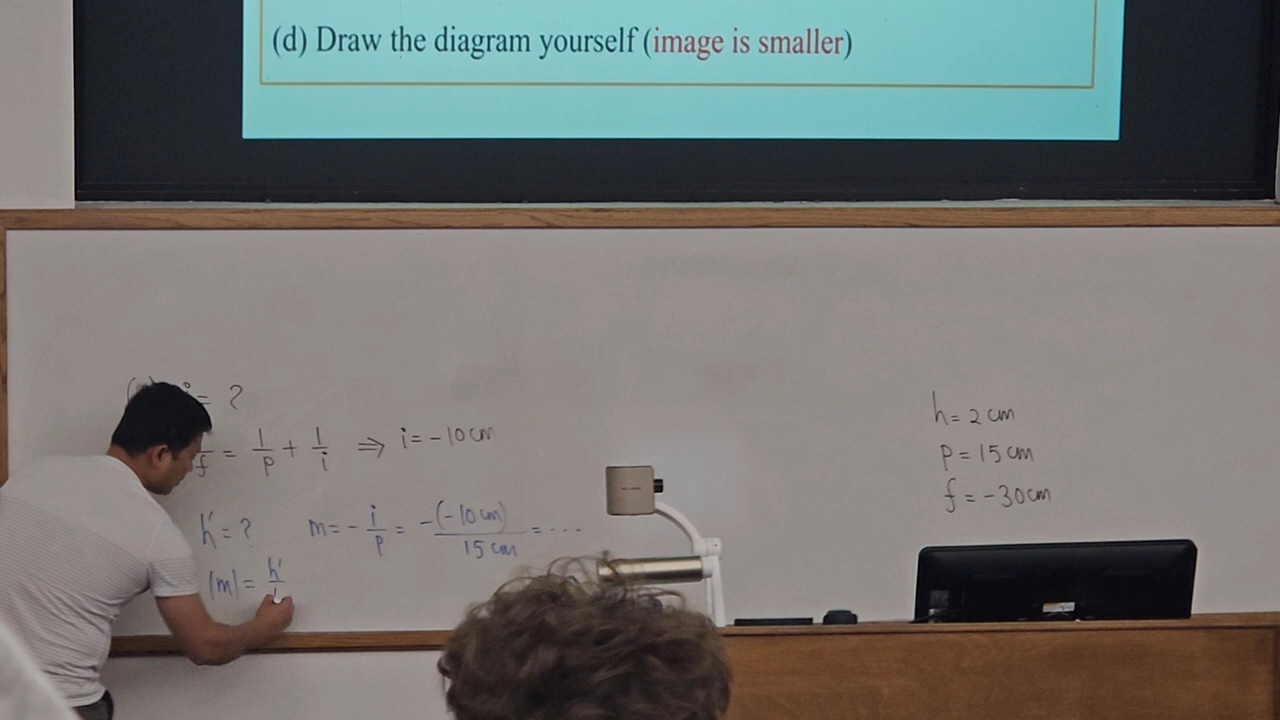 (d) Draw the diagram yourself (image is smaller)
= ?
1/f = 1/p + 1/i ⇒ i = -10 cm
h' = ? m = - i/p = -(-10 cm)/15 cm = ...
|m| = h'/
h = 2 cm
p = 15 cm
f = -30 cm